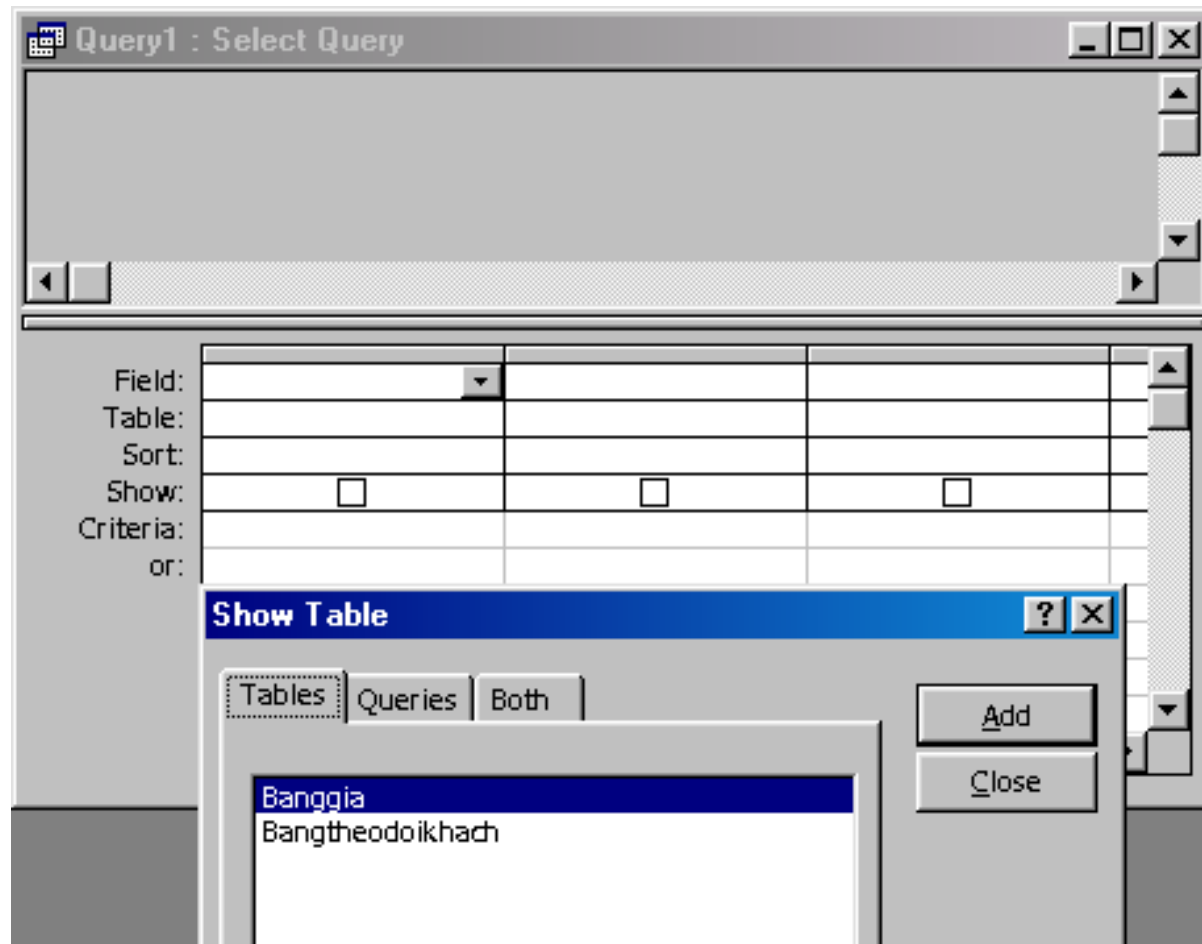 Query1 : Select Query
Field:
Table:
Sort:
Show:
Criteria:
or:
Show Table
Tables Queries Both
Add
Close
Banggia
Bangtheodoikhach